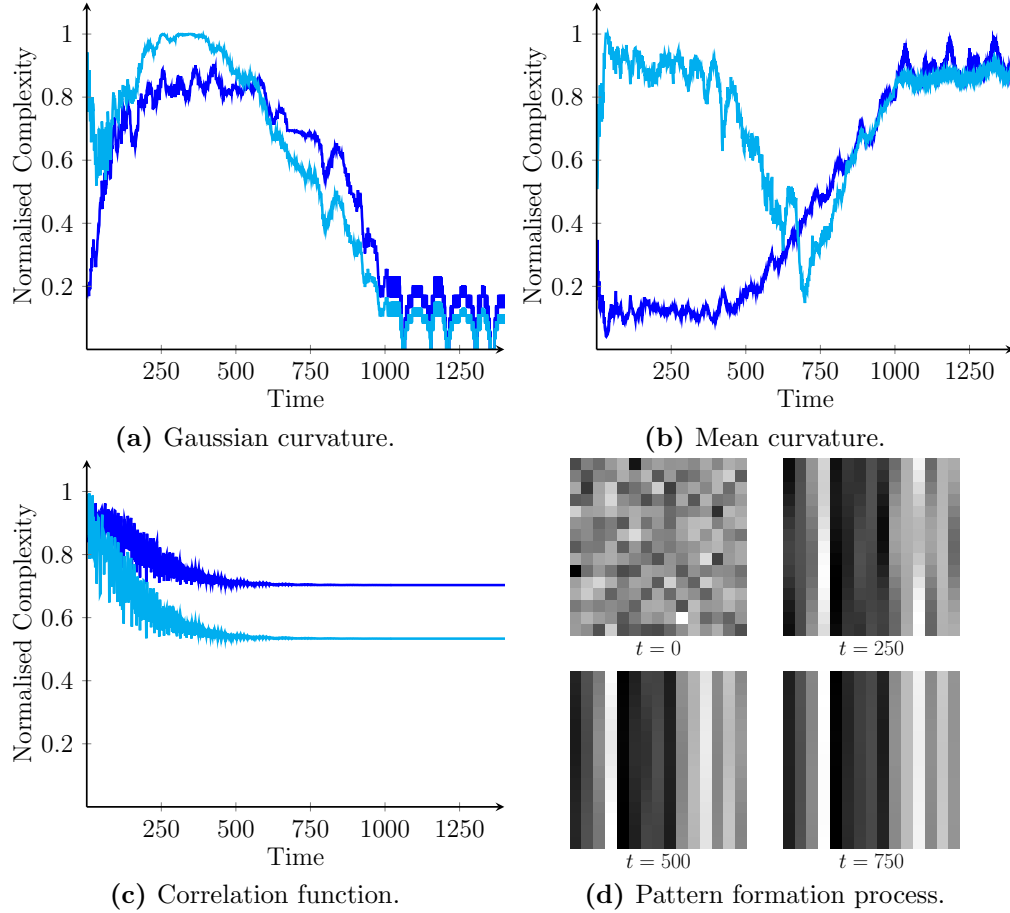 Normalised Complexity
1
0.8
0.6
0.4
0.2
250 500 750 1000 1250
Time
(a) Gaussian curvature.
Normalised Complexity
1
0.8
0.6
0.4
0.2
250 500 750 1000 1250
Time
(b) Mean curvature.
Normalised Complexity
1
0.8
0.6
0.4
0.2
250 500 750 1000 1250
Time
(c) Correlation function.
t = 0
t = 250
t = 500
t = 750
(d) Pattern formation process.